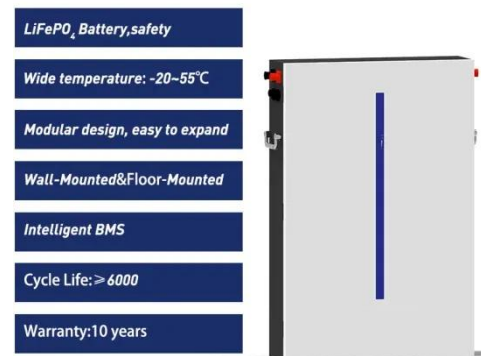 LiFePO4 Battery,safety
Wide temperature: -20~55℃
Modular design, easy to expand
Wall-Mounted&Floor-Mounted
Intelligent BMS
Cycle Life:≥6000
Warranty:10 years